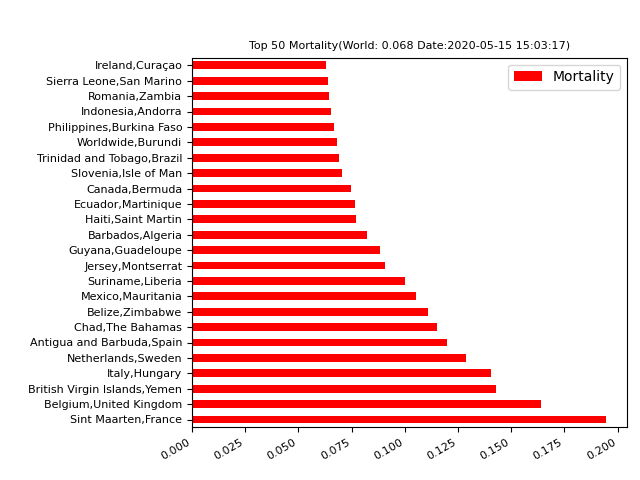 Top 50 Mortality(World: 0.068 Date:2020-05-15 15:03:17)
Mortality
Ireland,Curaçao
Sierra Leone,San Marino
Romania,Zambia
Indonesia,Andorra
Philippines,Burkina Faso
Worldwide,Burundi
Trinidad and Tobago,Brazil
Slovenia,Isle of Man
Canada,Bermuda
Ecuador,Martinique
Haiti,Saint Martin
Barbados,Algeria
Guyana,Guadeloupe
Jersey,Montserrat
Suriname,Liberia
Mexico,Mauritania
Belize,Zimbabwe
Chad,The Bahamas
Antigua and Barbuda,Spain
Netherlands,Sweden
Italy,Hungary
British Virgin Islands,Yemen
Belgium,United Kingdom
Sint Maarten,France
0.000 0.025 0.050 0.075 0.100 0.125 0.150 0.175 0.200